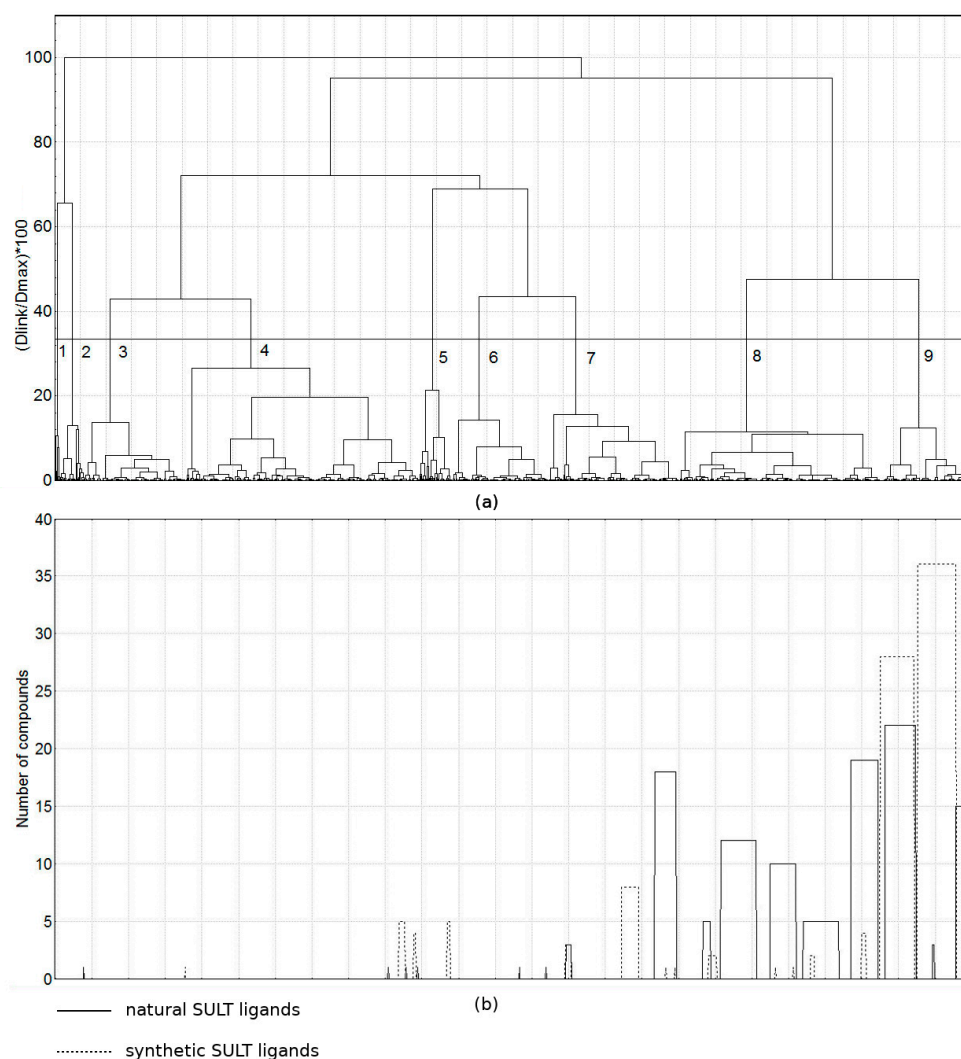 100
80
60
40
20
0
(Dlink/Dmax)*100
1 2 3 4 5 6 7 8 9
(a)
40
35
30
25
20
15
10
5
0
Number of compounds
(b)
natural SULT ligands
synthetic SULT ligands